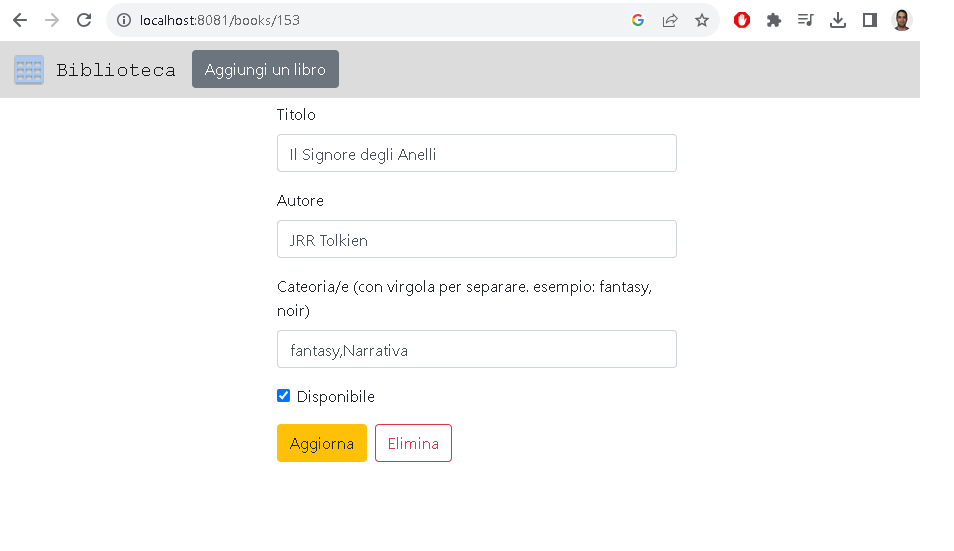 localhost:8081/books/153
Biblioteca Aggiungi un libro
Titolo
Il Signore degli Anelli
Autore
JRR Tolkien
Cateoria/e (con virgola per separare. esempio: fantasy,
noir)
fantasy,Narrativa
Disponibile
Aggiorna Elimina